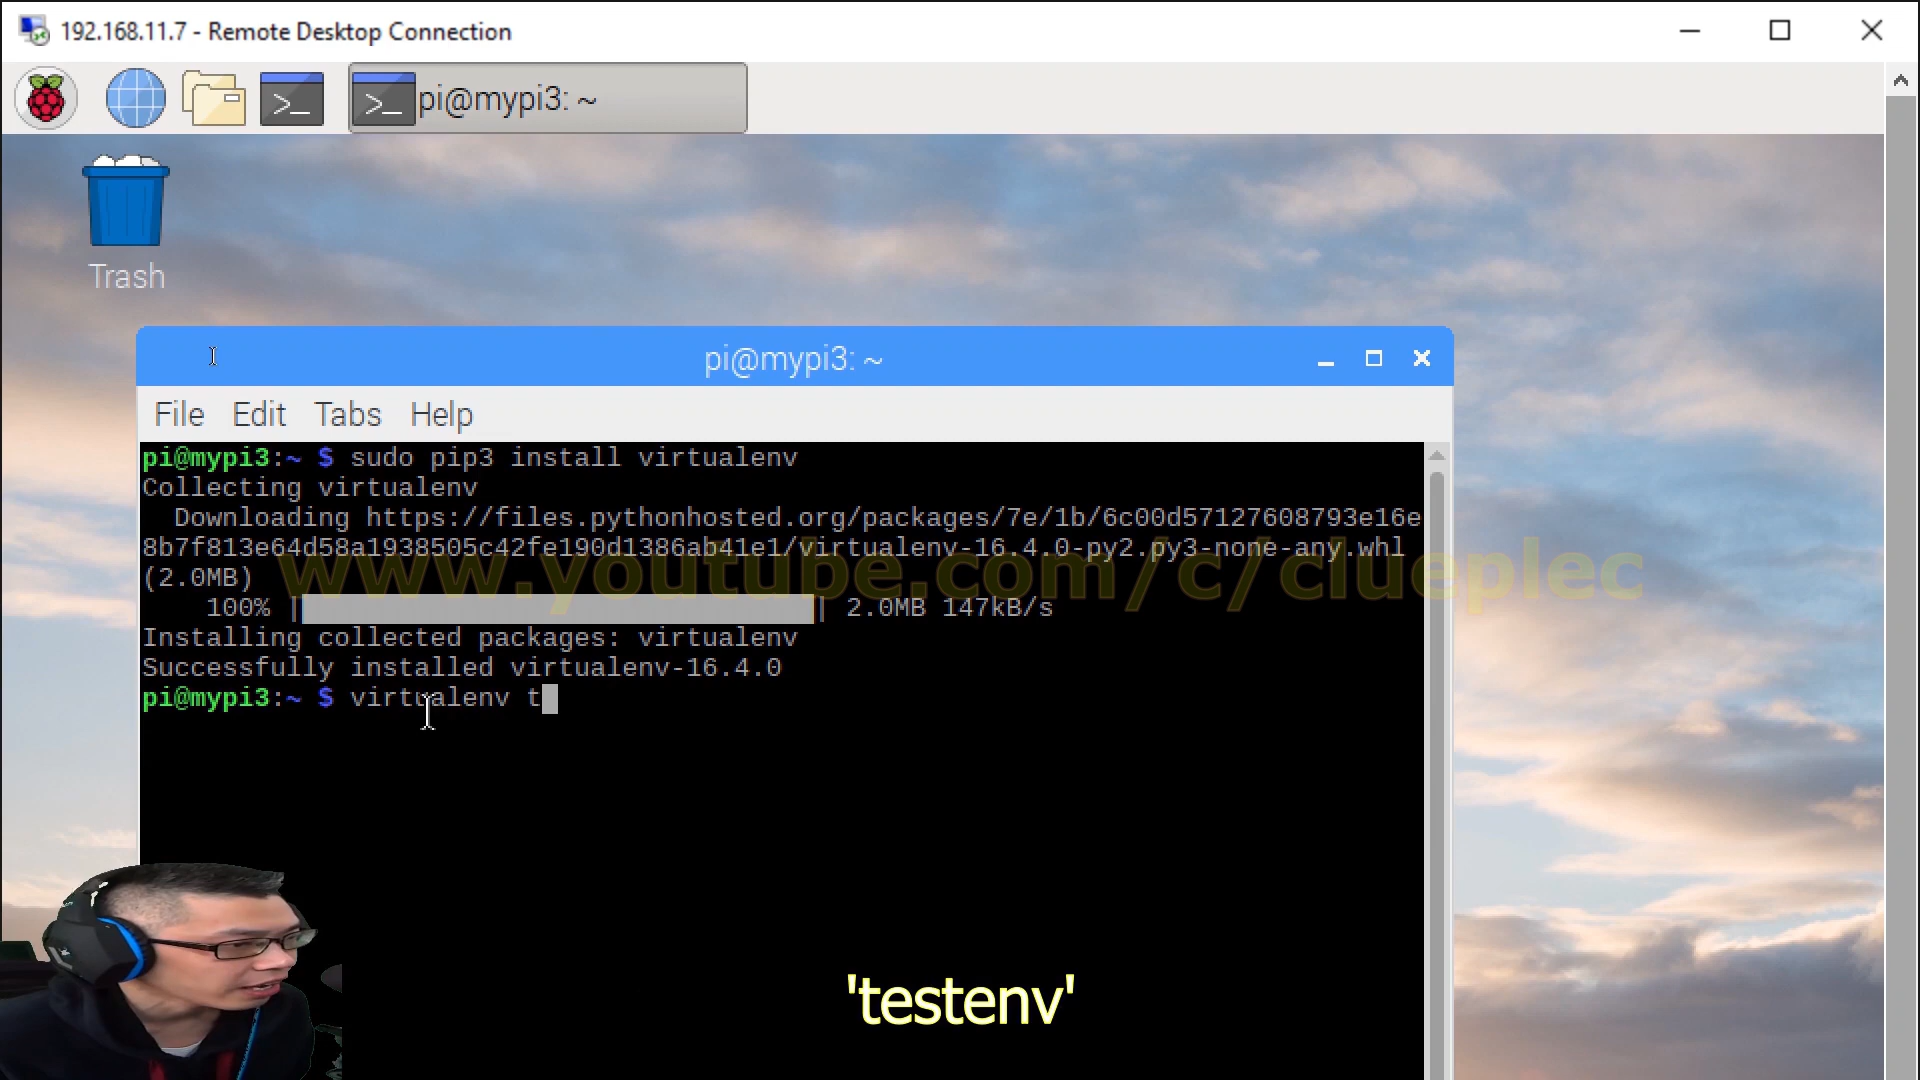 192.168.11.7 - Remote Desktop Connection
>_
>_ pi@mypi3: ~
Trash
pi@mypi3: ~
File Edit Tabs Help
pi@mypi3:~ $ sudo pip3 install virtualenv
Collecting virtualenv
Downloading https://files.pythonhosted.org/packages/7e/1b/6c00d57127608793e16e
8b7f813e64d58a1938505c42fe190d1386ab41e1/virtualenv-16.4.0-py2.py3-none-any.whl
(2.0MB)
www.youtube.com/c/clueplec
100% | | 2.0MB 147kB/s
Installing collected packages: virtualenv
Successfully installed virtualenv-16.4.0
pi@mypi3:~ $ virtualenv t
'testenv'